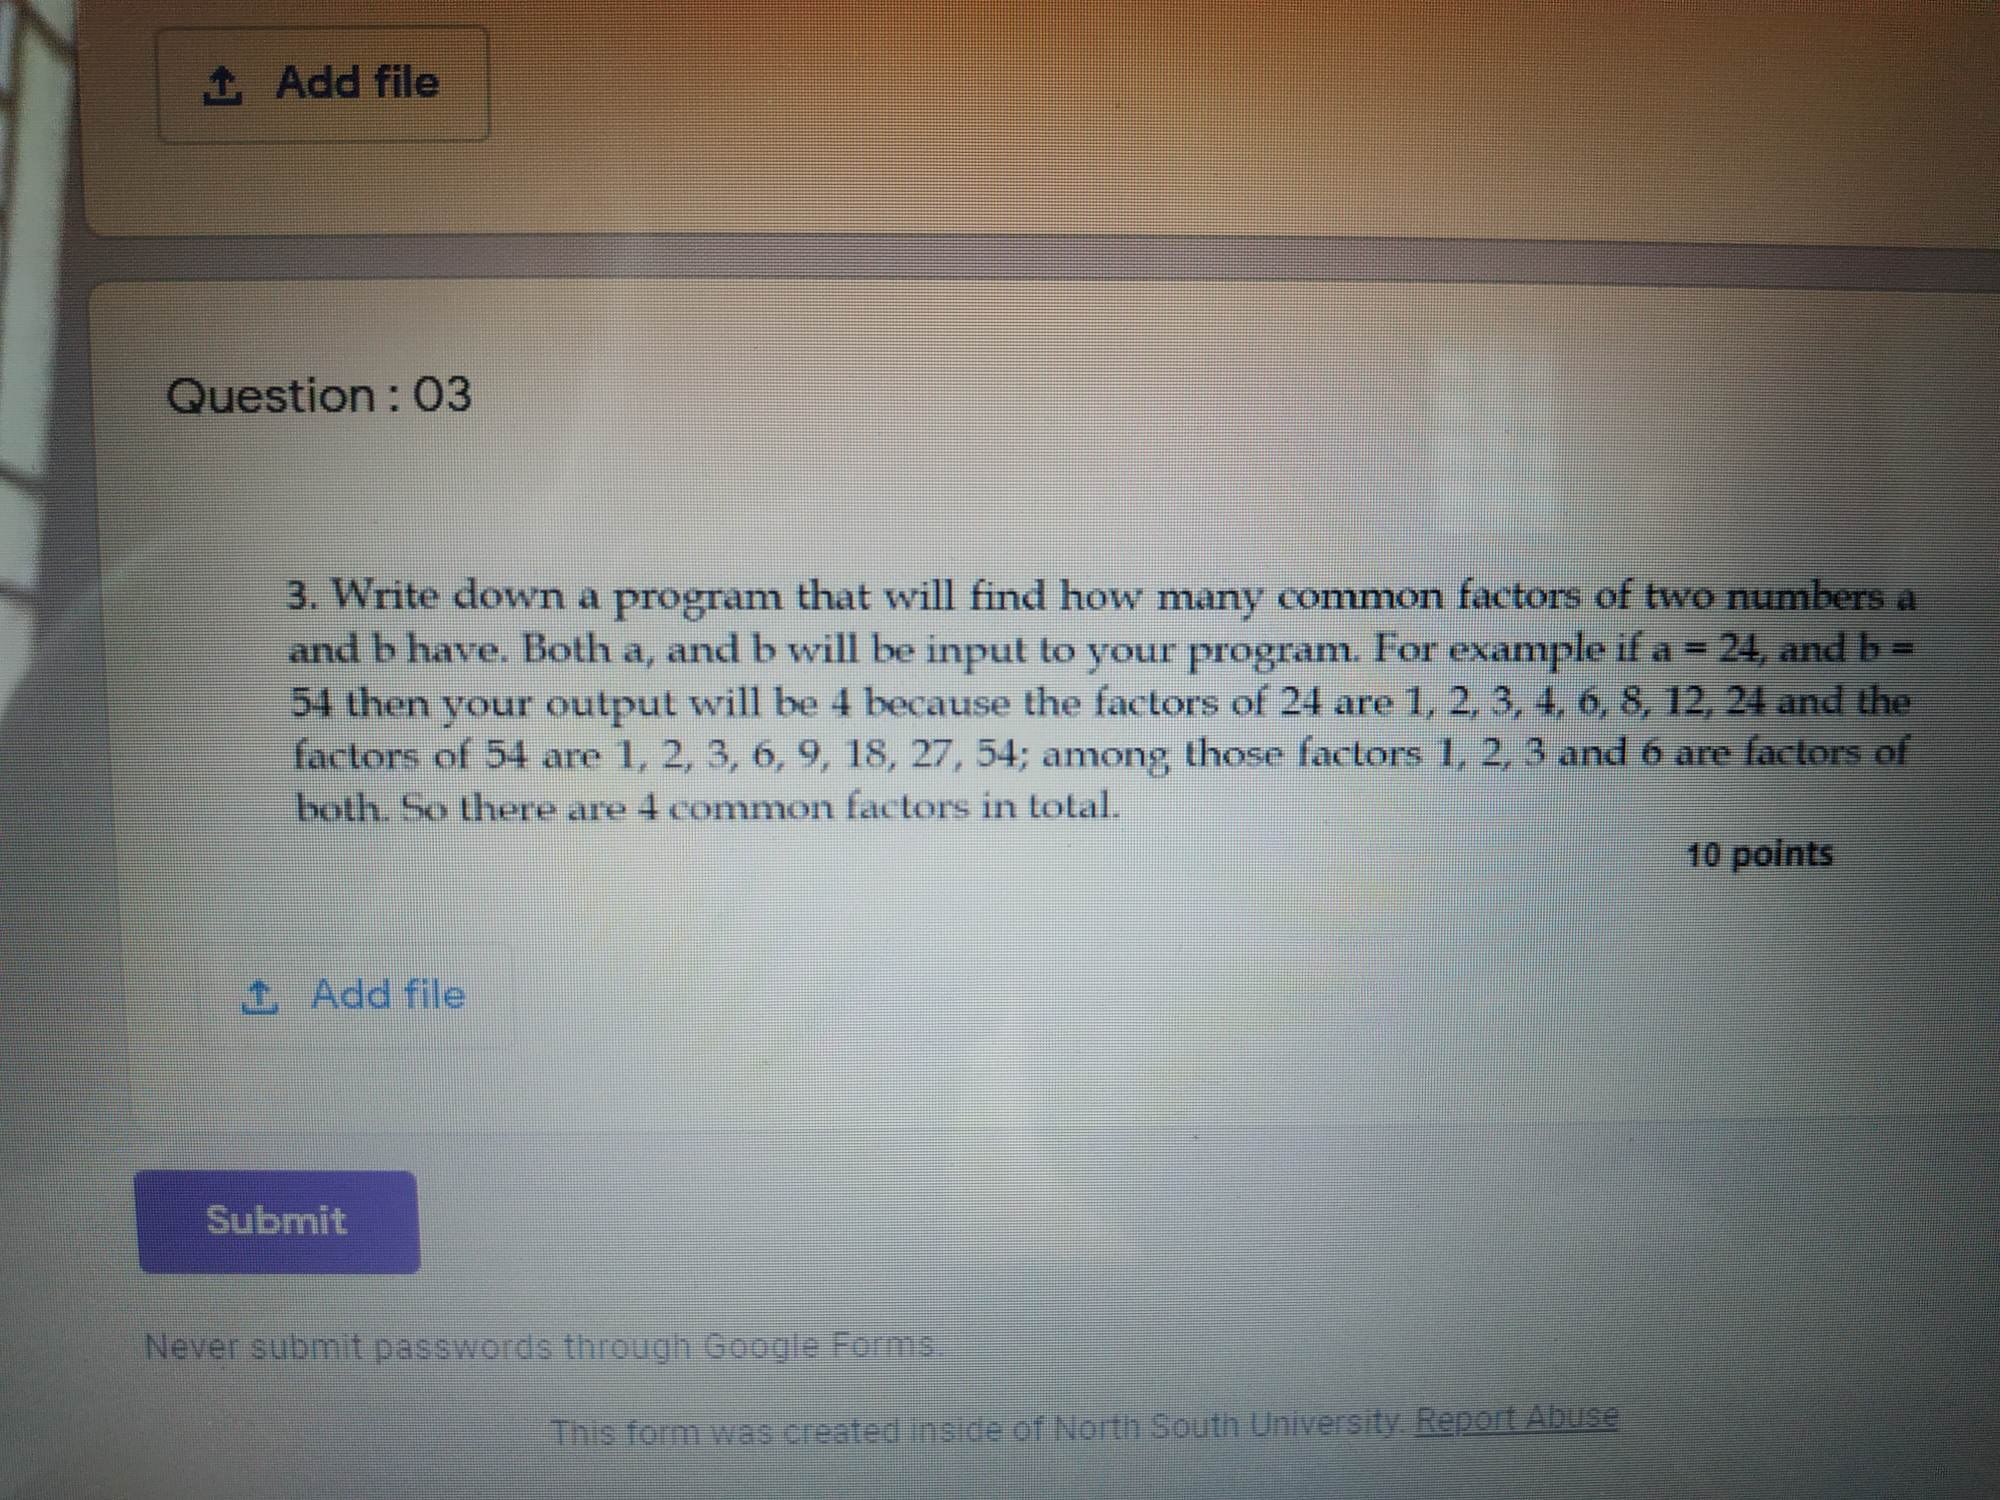 Add file
Question : 03
3. Write down a program that will find how many common factors of two numbers a
and b have. Both a, and b will be input to your program. For example if a = 24, and b =
54 then your output will be 4 because the factors of 24 are 1, 2, 3, 4, 6, 8, 12, 24 and the
factors of 54 are 1, 2, 3, 6, 9, 18, 27, 54; among those factors 1, 2, 3 and 6 are factors of
both. So there are 4 common factors in total.
10 points
Add file
Submit
Never submit passwords through Google Forms.
This form was created inside of North South University. Report Abuse